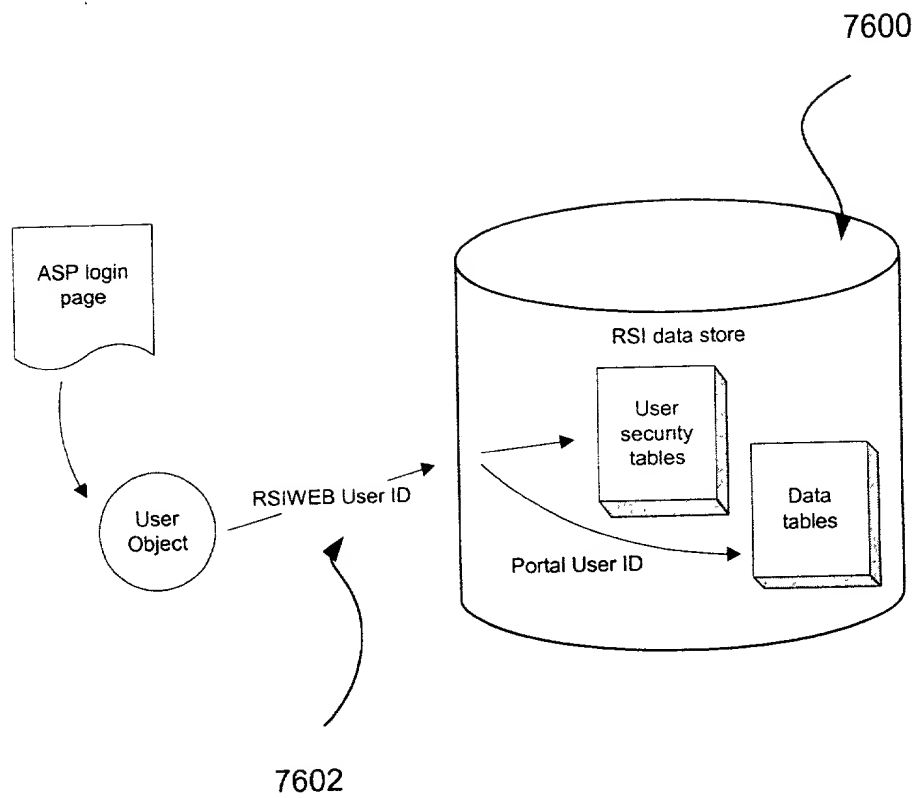 7600
ASP login
page
RSI data store
User
security
tables
RSIWEB User ID
User
Object
Data
tables
Portal User ID
7602